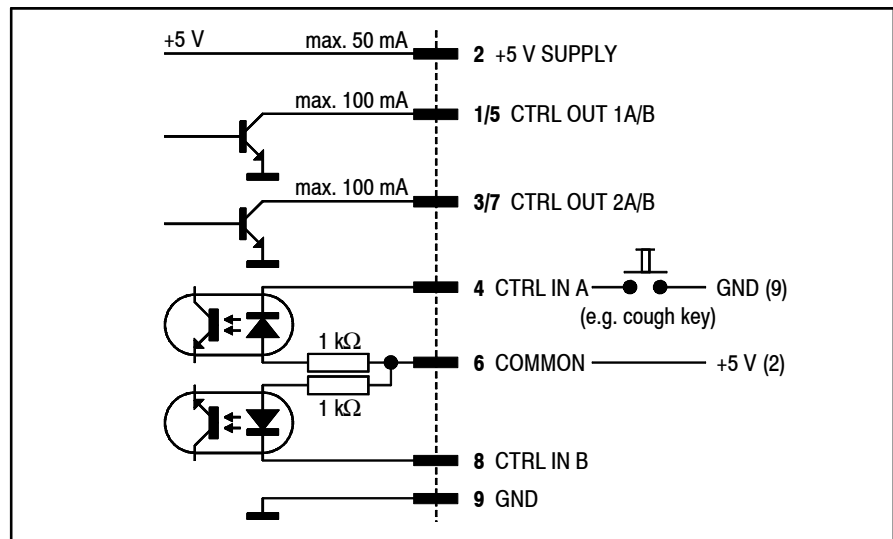 +5 V max. 50 mA 2 +5 V SUPPLY
max. 100 mA 1/5 CTRL OUT 1A/B
max. 100 mA 3/7 CTRL OUT 2A/B
4 CTRL IN A GND (9)
(e.g. cough key)
1 kΩ
6 COMMON +5 V (2)
1 kΩ
8 CTRL IN B
9 GND